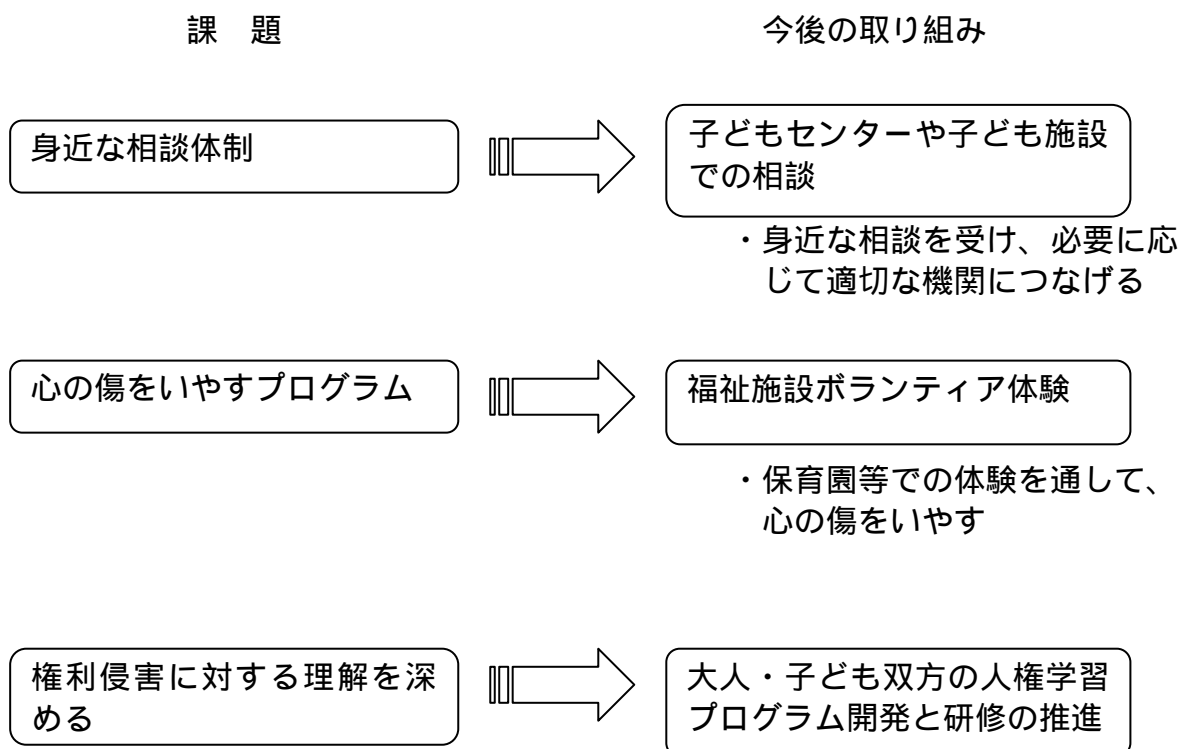 課　題
今後の取り組み
身近な相談体制
子どもセンターや子ども施設
での相談
・身近な相談を受け、必要に応
じて適切な機関につなげる
心の傷をいやすプログラム
福祉施設ボランティア体験
・保育園等での体験を通して、
心の傷をいやす
権利侵害に対する理解を深
める
大人・子ども双方の人権学習
プログラム開発と研修の推進